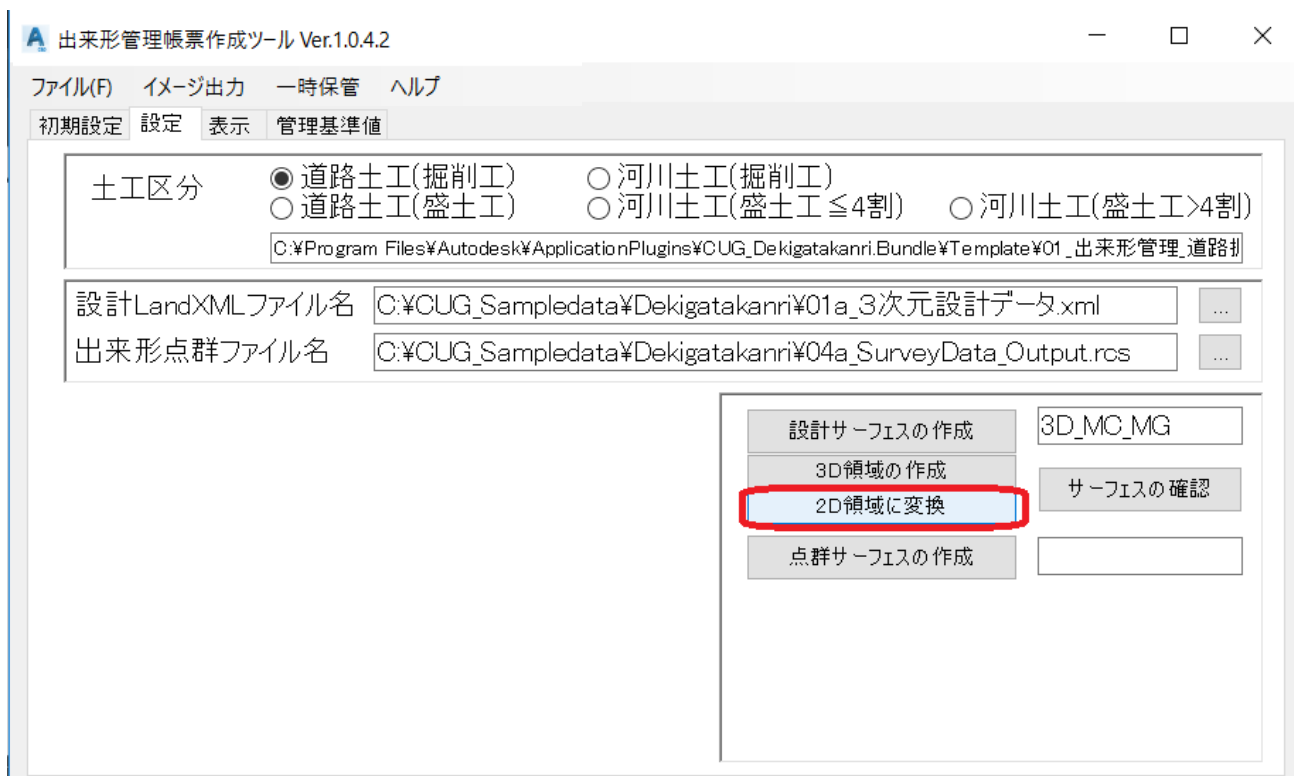 出来形管理帳票作成ツール Ver.1.0.4.2
ファイル(F) イメージ出力 一時保管 ヘルプ
初期設定 設定 表示 管理基準値
土工区分 道路土工(掘削工) 河川土工(掘削工)
道路土工(盛土工) 河川土工(盛土工≦4割) 河川土工(盛土工>4割)
C:¥Program Files¥Autodesk¥ApplicationPlugins¥CUG_Dekigatakanri.Bundle¥Template¥01_出来形管理_道路
設計LandXMLファイル名 C:¥CUG_Sampledata¥Dekigatakanri¥01a_3次元設計データ.xml ...
出来形点群ファイル名 C:¥CUG_Sampledata¥Dekigatakanri¥04a_SurveyData_Output.rcs ...
設計サーフェスの作成 3D_MC_MG
3D領域の作成
サーフェスの確認
2D領域に変換
点群サーフェスの作成